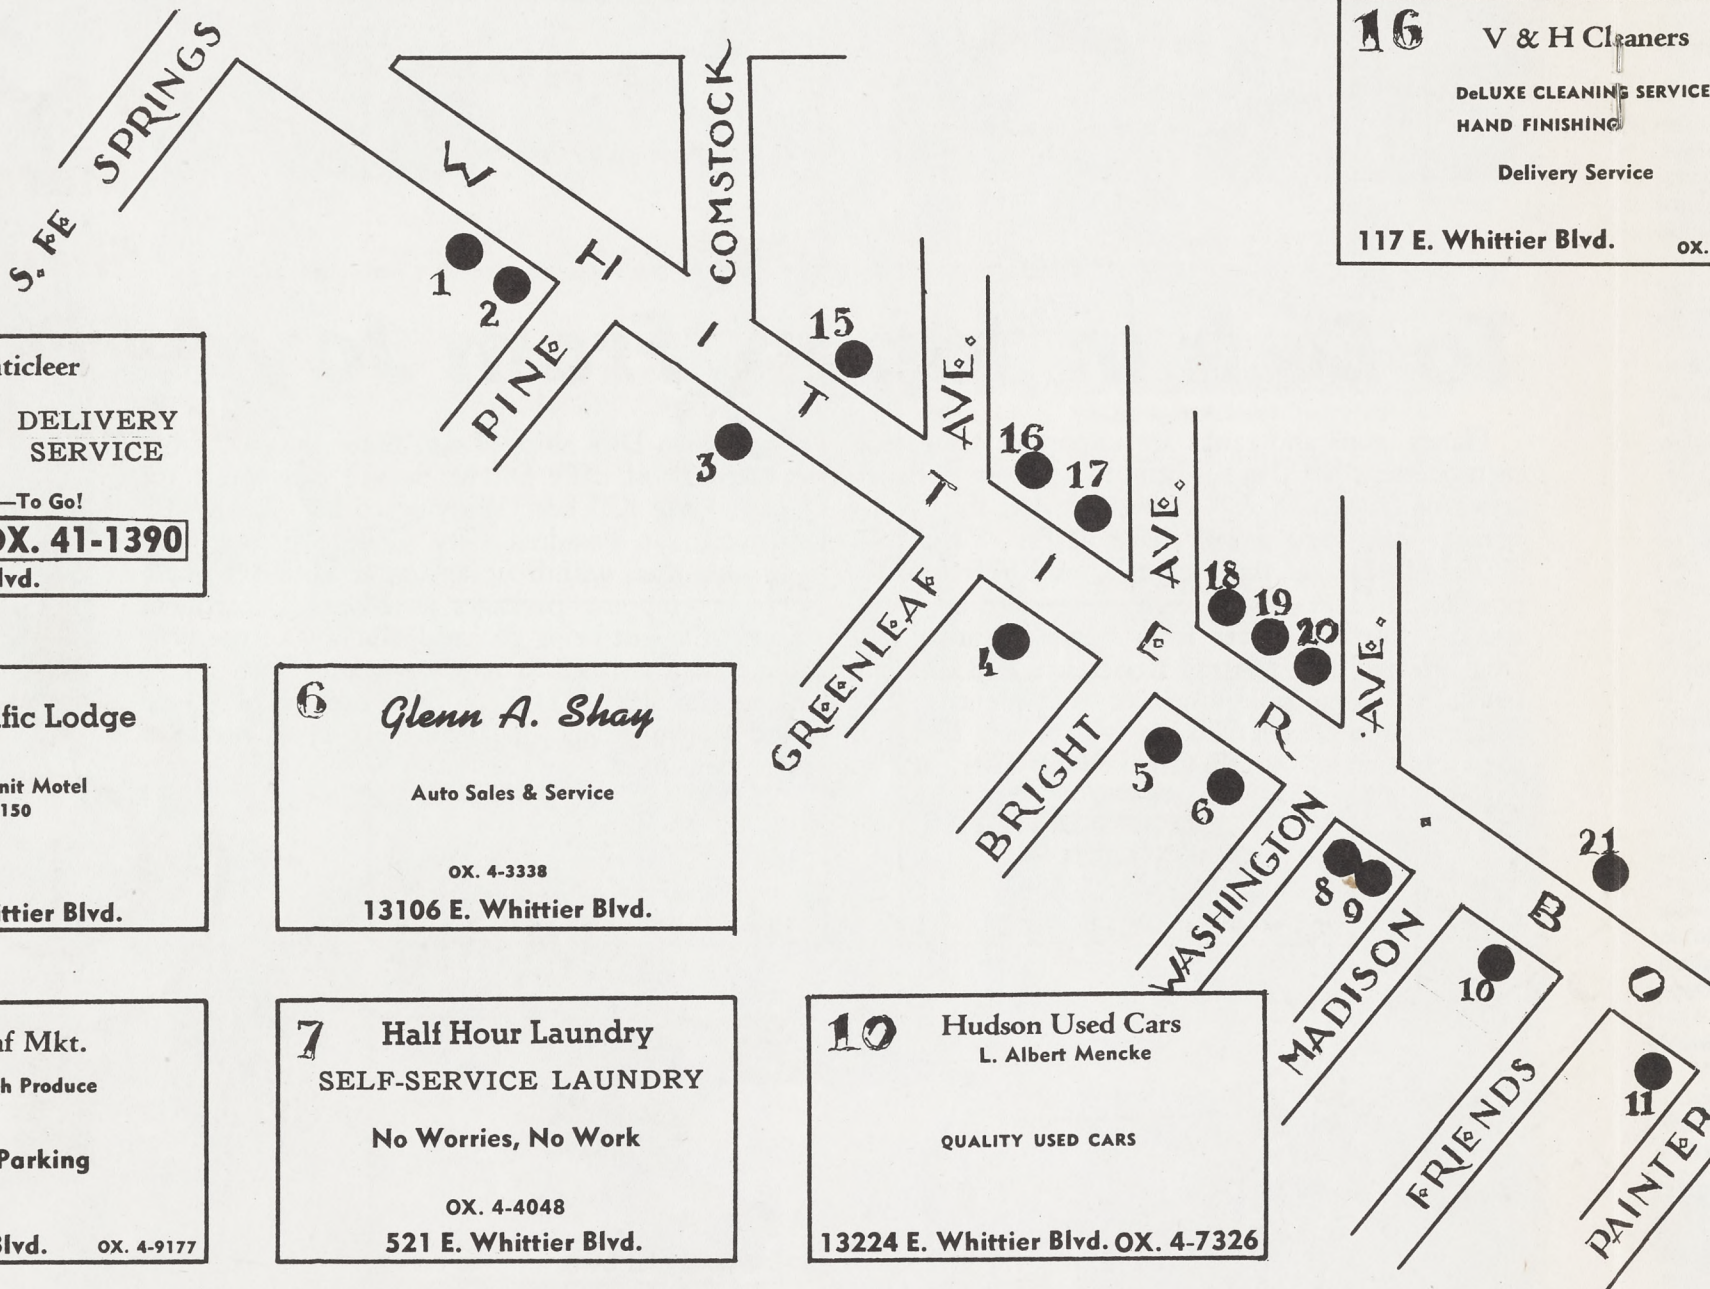 S. FE SPRINGS
COMSTOCK
WHITTIER. BO
1
2
PINE
15
3
AVE.
16
17
GREENLEAF
4
AVE.
18
19
20
BRIGHT
5
6
AVE.
WASHINGTON
8
9
MADISON
21
10
FRIENDS
11
PAINTER
16
V & H Cleaners
DeLUXE CLEANING SERVICE
HAND FINISHING
Delivery Service
117 E. Whittier Blvd. OX.
ticleer
DELIVERY
SERVICE
—To Go!
OX. 41-1390
lvd.
fic Lodge
nit Motel
150
ittier Blvd.
6
Glenn A. Shay
Auto Sales & Service
OX. 4-3338
13106 E. Whittier Blvd.
af Mkt.
h Produce
Parking
Blvd. OX. 4-9177
7
Half Hour Laundry
SELF-SERVICE LAUNDRY
No Worries, No Work
OX. 4-4048
521 E. Whittier Blvd.
10
Hudson Used Cars
L. Albert Mencke
QUALITY USED CARS
13224 E. Whittier Blvd. OX. 4-7326